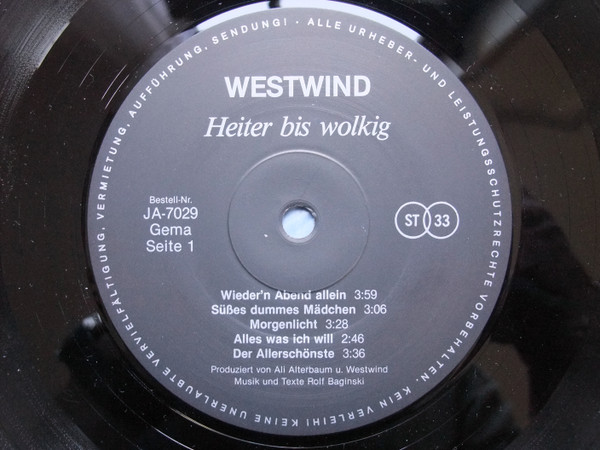 ALLE URHEBER- UND LEISTUNGSSCHUTZRECHTE VORBEHALTEN. KEIN VERLEIH! KEINE UNERLAUBTE VERVIELFÄLTIGUNG, VERMIETUNG, AUFFÜHRUNG, SENDUNG! ·
WESTWIND
Heiter bis wolkig
Bestell-Nr.
JA-7029
Gema
Seite 1
ST 33
Wieder'n Abend allein 3:59
Süßes dummes Mädchen 3:06
Morgenlicht 3:28
Alles was ich will 2:46
Der Allerschönste 3:36
Produziert von Ali Alterbaum u. Westwind
Musik und Texte Rolf Baginski